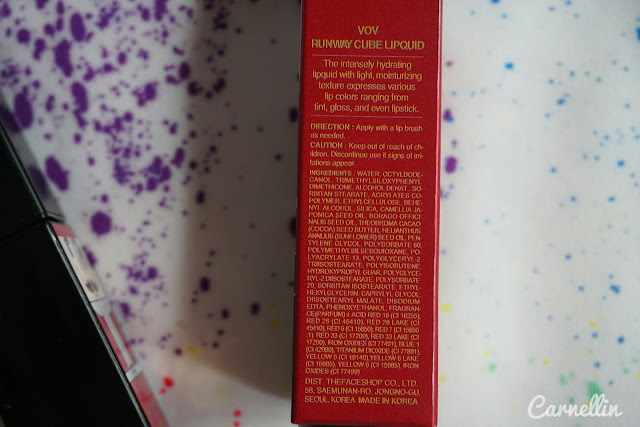 VOV
RUNWAY CUBE LIPQUID
The intensely hydrating
lipquid with light, moisturizing
texture expresses various
lip colors ranging from
tint, gloss, and even lipstick.
DIRECTION : Apply with a lip brush
as needed.
CAUTION : Keep out of reach of ch-
ildren. Discontinue use if signs of irri-
tations appear.
INGREDIENTS : WATER, OCTYLDODE-
CANOL, TRIMETHYLSILOXYPHENYL
DIMETHICONE, ALCOHOL DENAT., SO-
RBITAN STEARATE, ACRYLATES CO-
POLYMER, ETHYLCELLULOSE, BEHE-
NYL ALCOHOL, SILICA, CAMELLIA JA-
PONICA SEED OIL, BORAGO OFFICI-
NALIS SEED OIL, THEOBROMA CACAO
(COCOA) SEED BUTTER, HELIANTHUS
ANNUUS (SUNFLOWER) SEED OIL, PEN-
TYLENE GLYCOL, POLYSORBATE 60,
POLYMETHYLSILSESQUIOXANE, PO-
LYACRYLATE-13, POLYGLYCERYL-2
TRIISOSTEARATE, POLYISOBUTENE,
HYDROXYPROPYL GUAR, POLYGLYCE-
RYL-2 DIISOSTEARATE, POLYSORBATE
20, SORBITAN ISOSTEARATE, ETHYL-
HEXYLGLYCERIN, CAPRYLYL GLYCOL,
DIISOSTEARYL MALATE, DISODIUM
EDTA, PHENOXYETHANOL, FRAGRAN-
CE(PARFUM) ± ACID RED 18 (CI 16255),
RED 28 (CI 45410), RED 28 LAKE (CI
45410), RED 6 (CI 15850), RED 7 (CI 15850
:1), RED 33 (CI 17200), RED 33 LAKE (CI
17200), IRON OXIDES (CI 77491), BLUE 1
(CI 42090), TITANIUM DIOXIDE (CI 77891),
YELLOW 5 (CI 19140), YELLOW 6 LAKE
(CI 15985), YELLOW 6 (CI 15985), IRON
OXIDES (CI 77499)
DIST. THEFACESHOP CO., LTD.
58, SAEMUNAN-RO, JONGNO-GU,
SEOUL, KOREA MADE IN KOREA
Carnellin